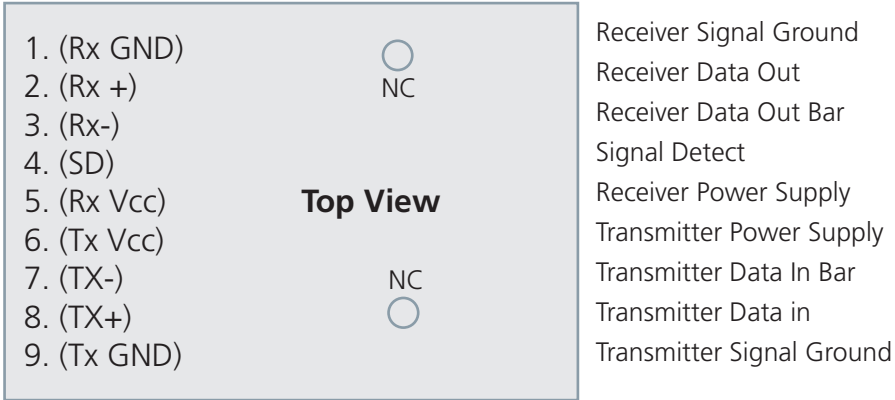 1. (Rx GND)
2. (Rx +)
3. (Rx-)
4. (SD)
5. (Rx Vcc)
6. (Tx Vcc)
7. (TX-)
8. (TX+)
9. (Tx GND)
NC
Top View
NC
Receiver Signal Ground
Receiver Data Out
Receiver Data Out Bar
Signal Detect
Receiver Power Supply
Transmitter Power Supply
Transmitter Data In Bar
Transmitter Data in
Transmitter Signal Ground